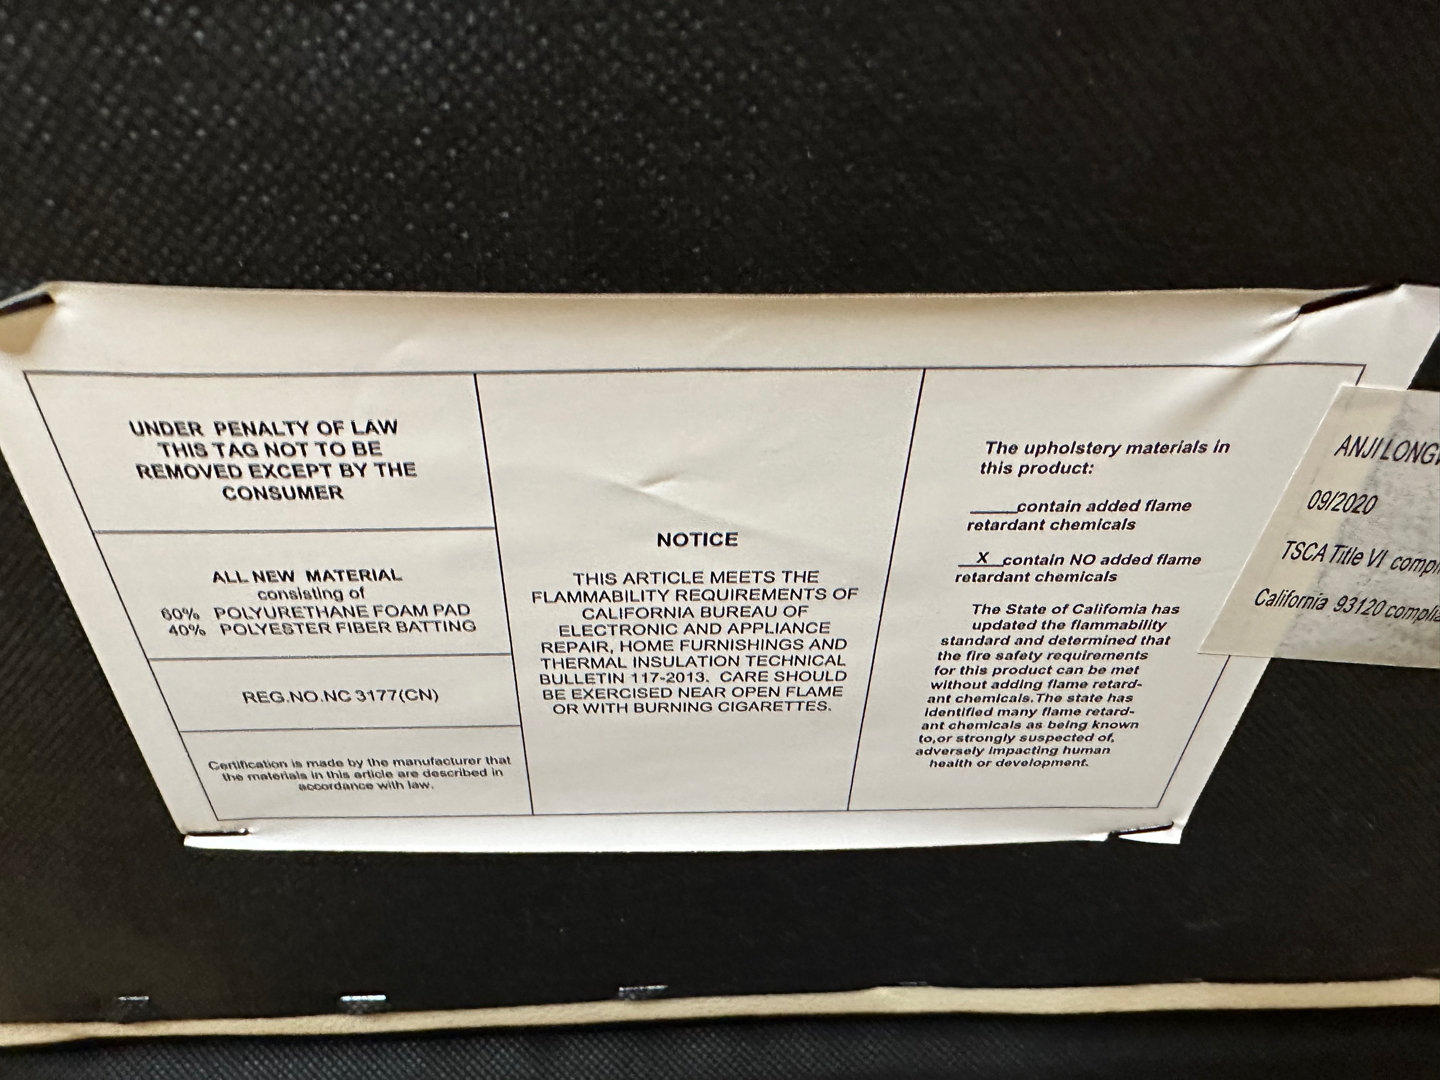 UNDER PENALTY OF LAW
THIS TAG NOT TO BE
REMOVED EXCEPT BY THE
CONSUMER
ALL NEW MATERIAL
consisting of
60% POLYURETHANE FOAM PAD
40% POLYESTER FIBER BATTING
REG.NO.NC 3177(CN)
Certification is made by the manufacturer that
the materials in this article are described in
accordance with law.
NOTICE
THIS ARTICLE MEETS THE
FLAMMABILITY REQUIREMENTS OF
CALIFORNIA BUREAU OF
ELECTRONIC AND APPLIANCE
REPAIR, HOME FURNISHINGS AND
THERMAL INSULATION TECHNICAL
BULLETIN 117-2013. CARE SHOULD
BE EXERCISED NEAR OPEN FLAME
OR WITH BURNING CIGARETTES.
The upholstery materials in
this product:
_____contain added flame
retardant chemicals
__X__contain NO added flame
retardant chemicals
The State of California has
updated the flammability
standard and determined that
the fire safety requirements
for this product can be met
without adding flame retard-
ant chemicals.The state has
identified many flame retard-
ant chemicals as being known
to,or strongly suspected of,
adversely impacting human
health or development.
ANJI
09/2020
TSCA Title VI
California 93120